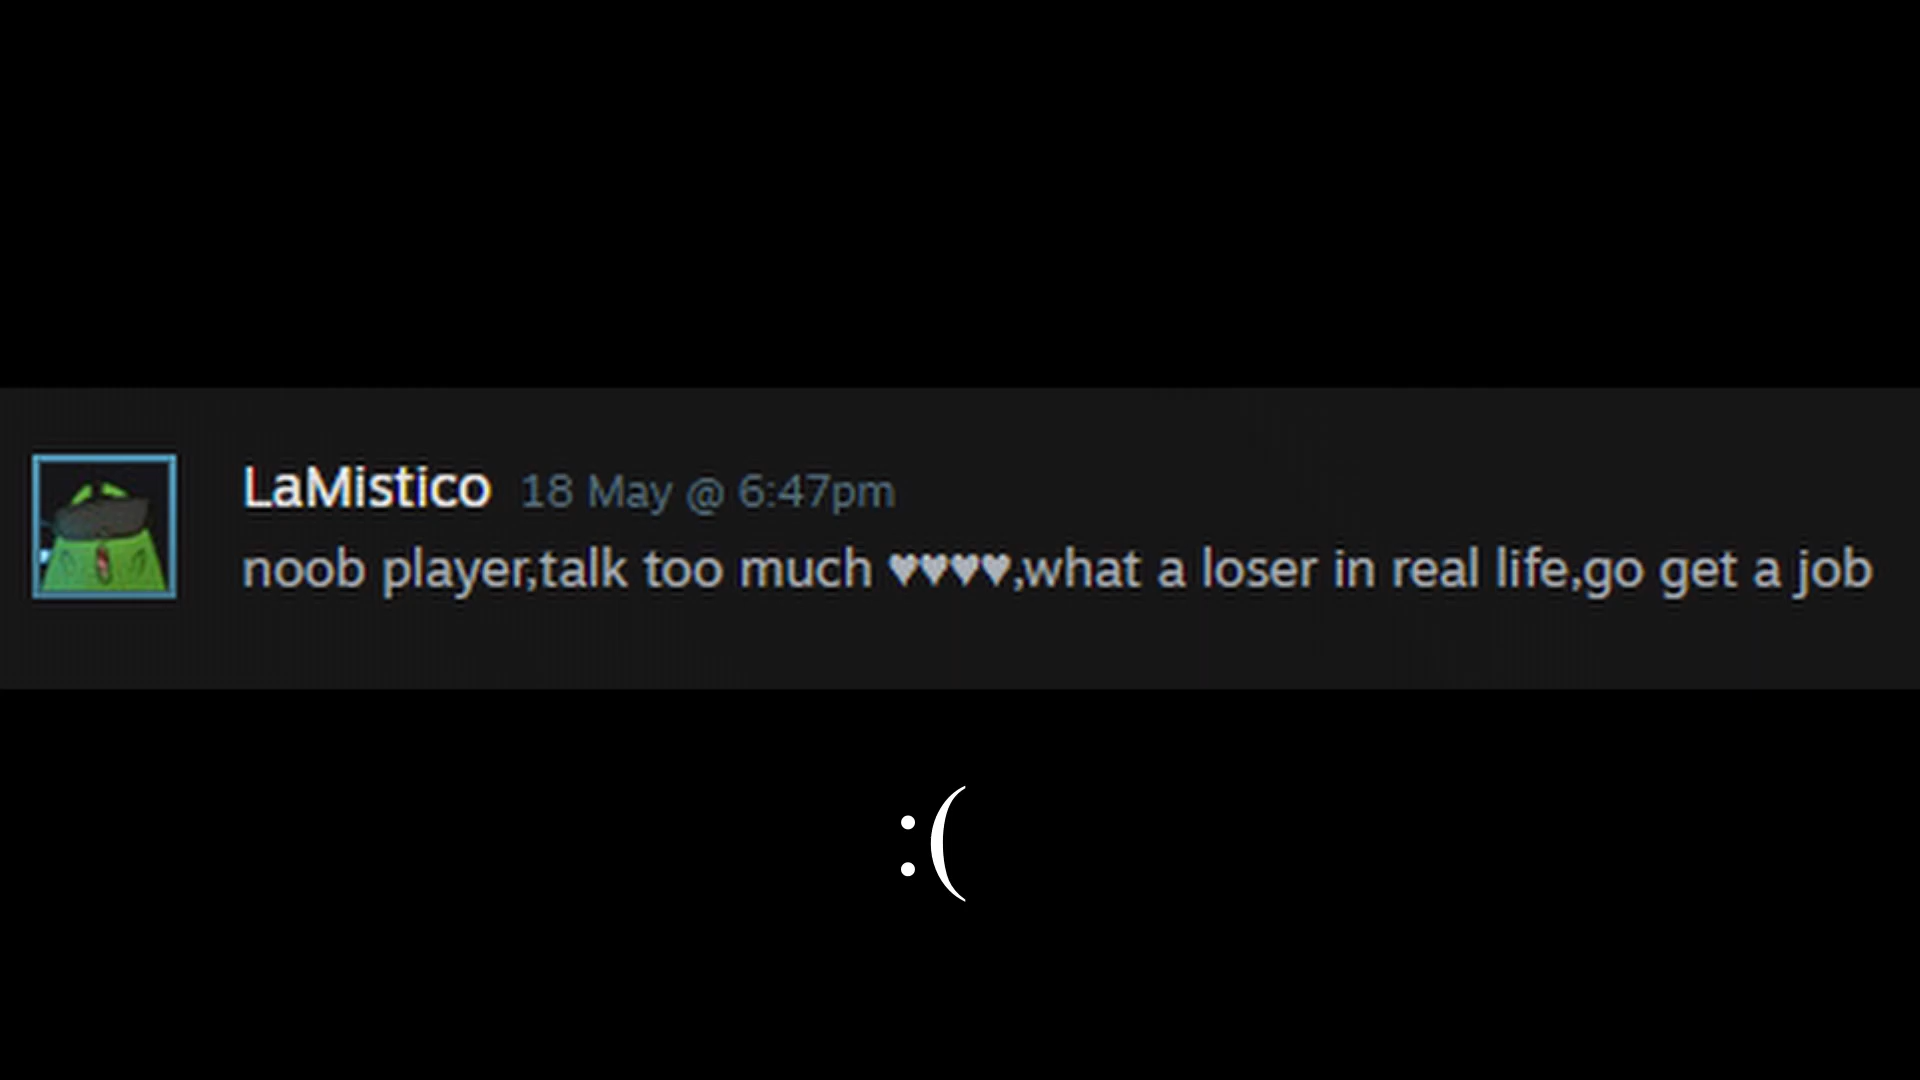 LaMistico 18 May @ 6:47pm
noob player,talk too much ♥♥♥♥,what a loser in real life,go get a job
:(